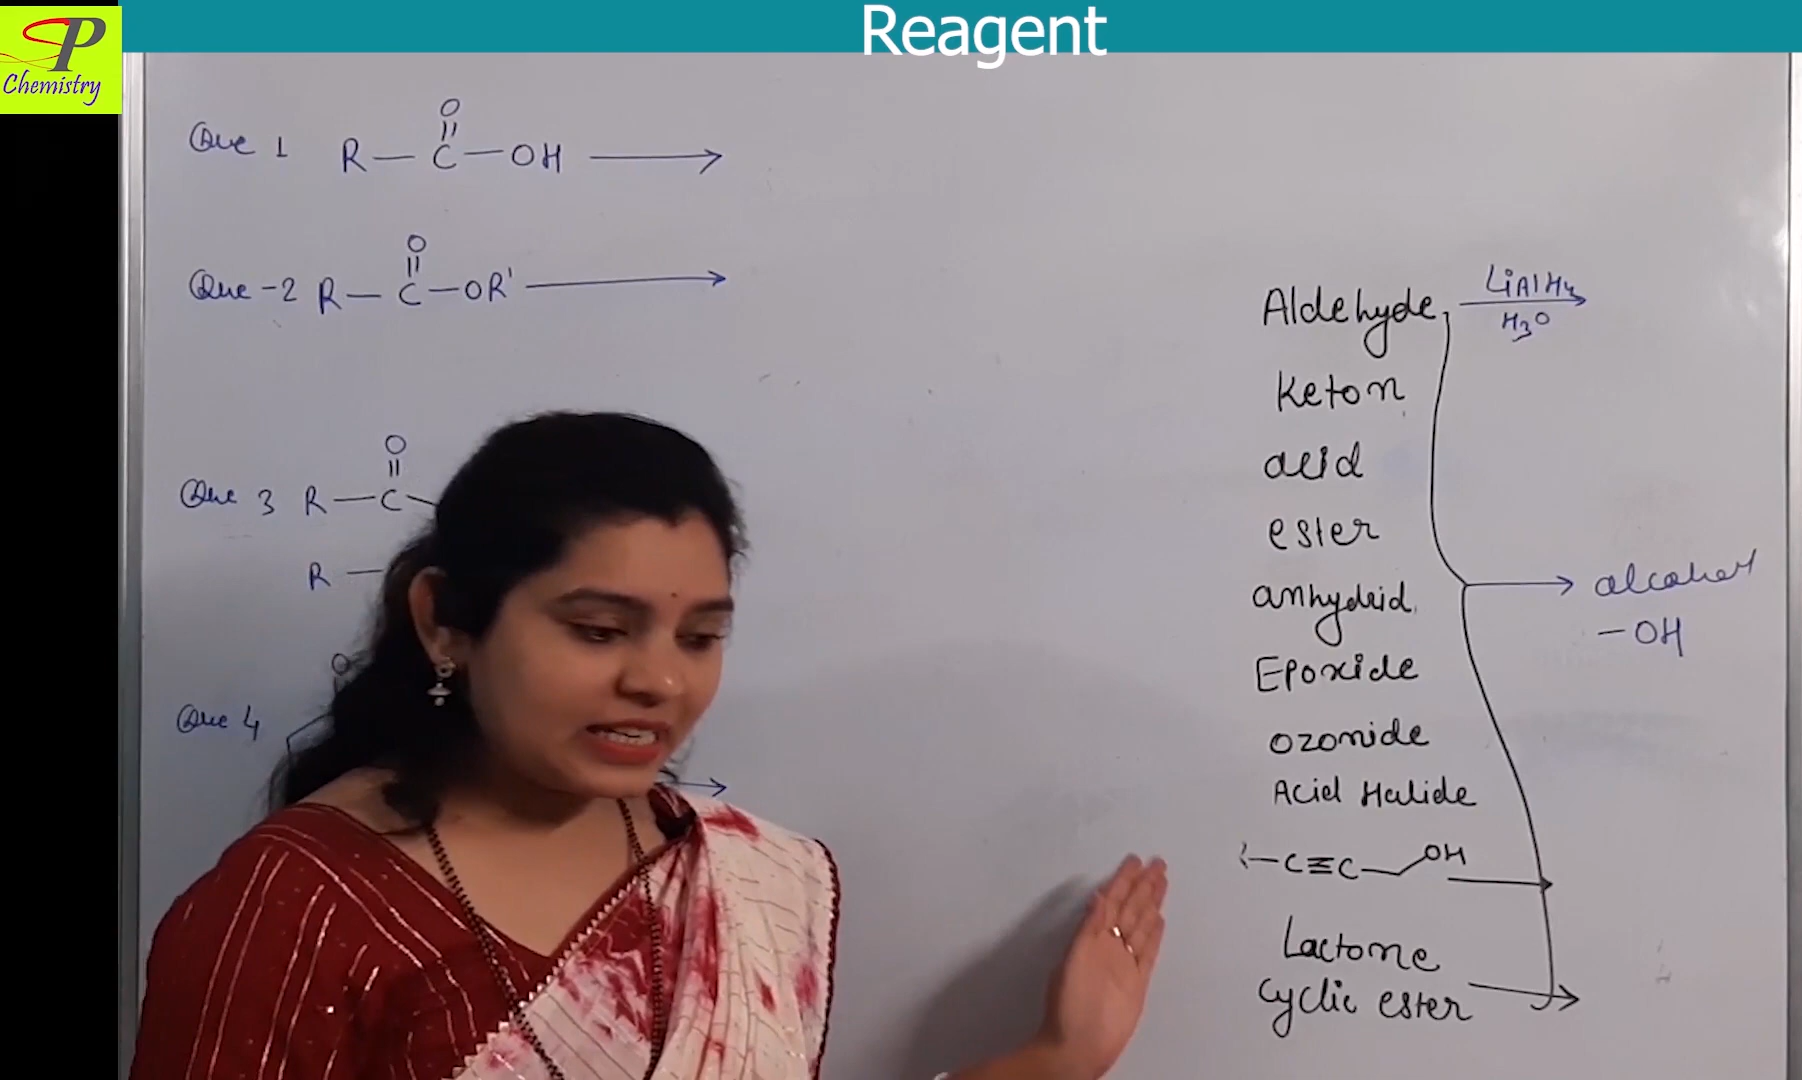 Reagent
SP
Chemistry
Que 1 R—C—OH
O
Que -2 R—C—OR'
O
Que 3 R—C
O
R—
Que 4
O
Aldehyde, LiAlH4
H3O
Keton
acid
ester
anhydrid,
alcohol
—OH
Epoxide
ozonide
Acid Halide
—C≡C— OH
Lactone
cyclic ester